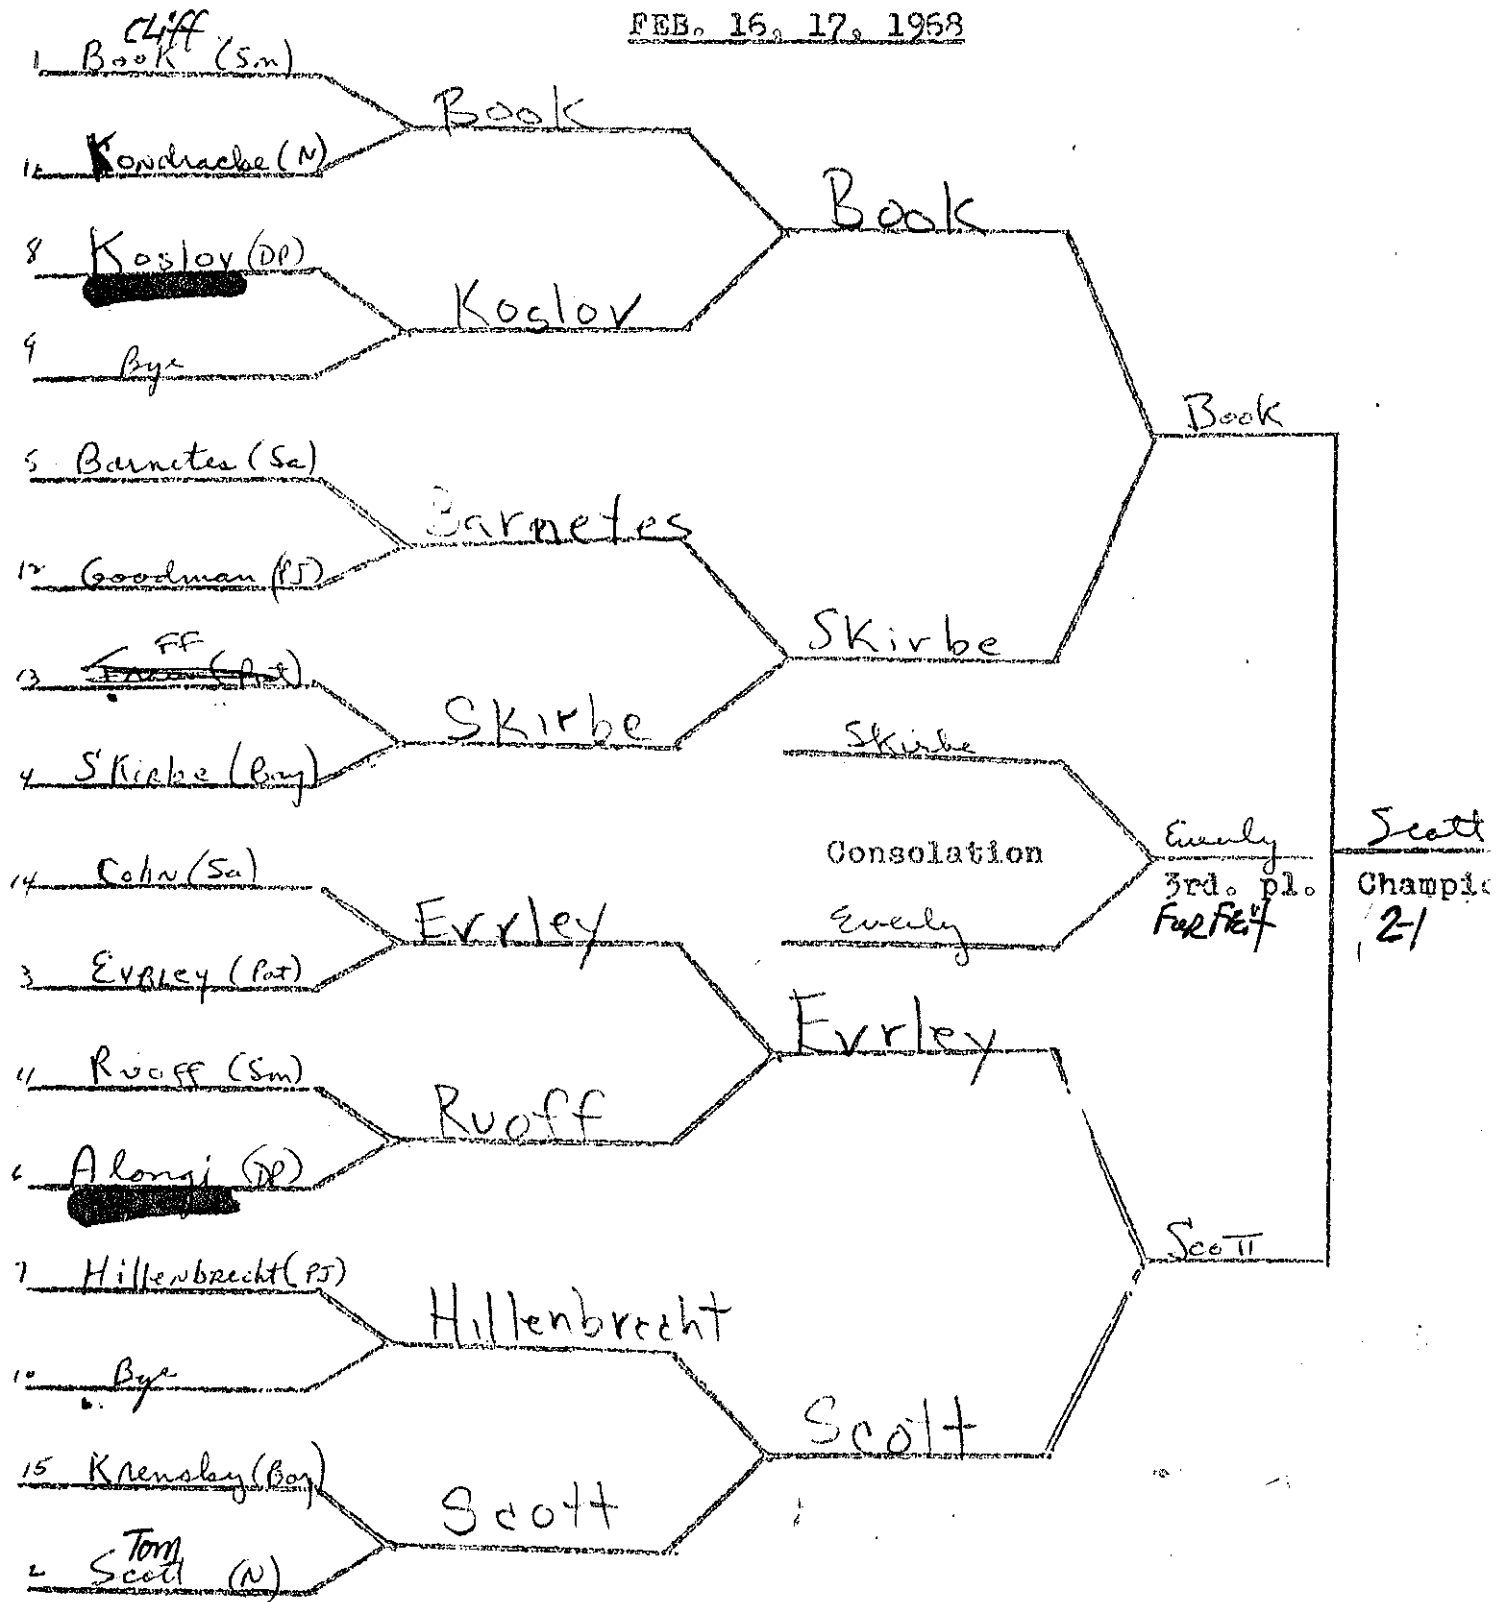 FEB. 16, 17, 1968
Cliff
1 Book (Sm)
Book
16 Kondracke (N)
Book
8 Koslov (DP)
Koslov
9 Bye
Book
5 Barnetes (Sa)
Barnetes
12 Goodman (PJ)
Skirbe
FF
13
Skirbe
4 Skirbe (Bay)
Skirbe
Everly
Scott
Consolation
14 Cohn (Sa)
3rd. pl.
Champio
Errley
Everly
ForFeit
2-1
3 Evrley (Pat)
Evrley
11 Ruoff (Sm)
Ruoff
6 Alongi (DP)
Scott
7 Hillenbrecht (PJ)
Hillenbrecht
10 Bye
Scott
15 Krensky (Bay)
Scott
Tom
2 Scott (N)